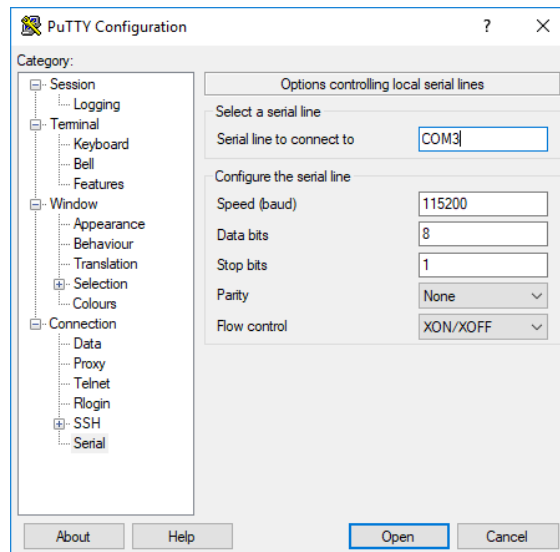 PuTTY Configuration
?
Category:
Session
Logging
Terminal
Keyboard
Bell
Features
Window
Appearance
Behaviour
Translation
Selection
Colours
Connection
Data
Proxy
Telnet
Rlogin
SSH
Serial
Options controlling local serial lines
Select a serial line
Serial line to connect to COM3
Configure the serial line
Speed (baud) 115200
Data bits 8
Stop bits 1
Parity None
Flow control XON/XOFF
About Help Open Cancel